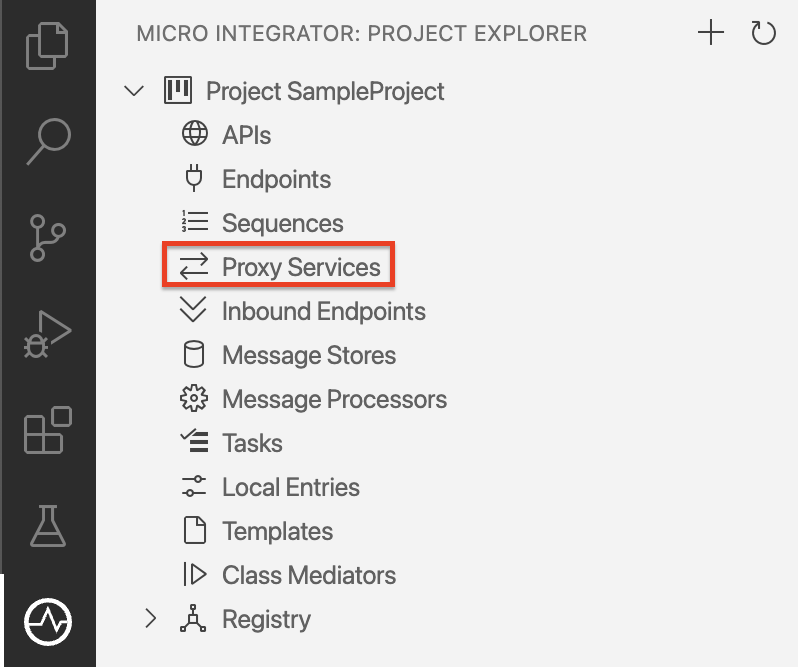 MICRO INTEGRATOR: PROJECT EXPLORER
Project SampleProject
APIs
Endpoints
Sequences
Proxy Services
Inbound Endpoints
Message Stores
Message Processors
Tasks
Local Entries
Templates
Class Mediators
Registry